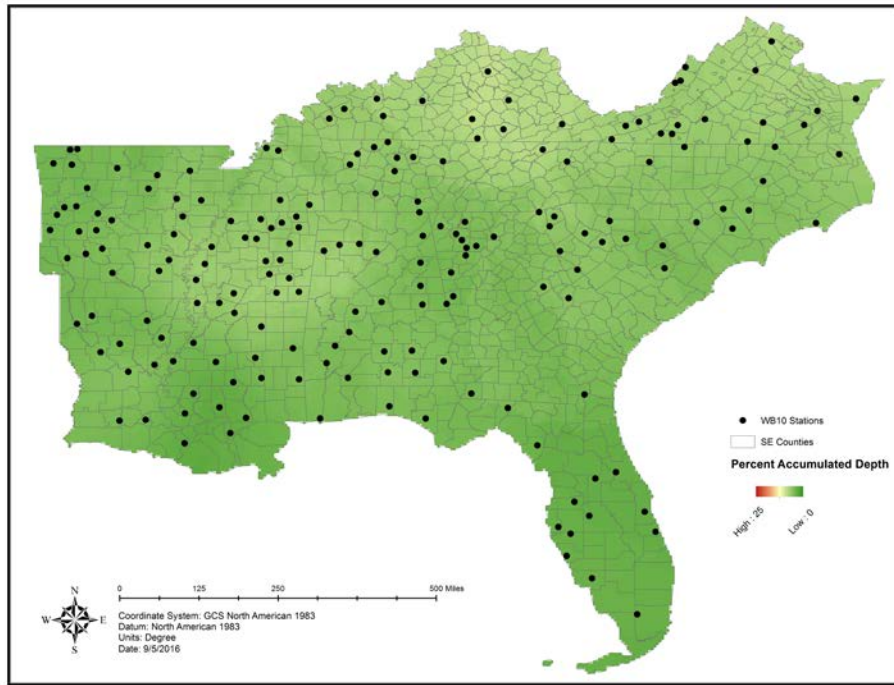 WB10 Stations
SE Counties
Percent Accumulated Depth
High : 25
Low : 0
0 125 250 500 Miles
N
W E
S
Coordinate System: GCS North American 1983
Datum: North American 1983
Units: Degree
Date: 9/5/2016